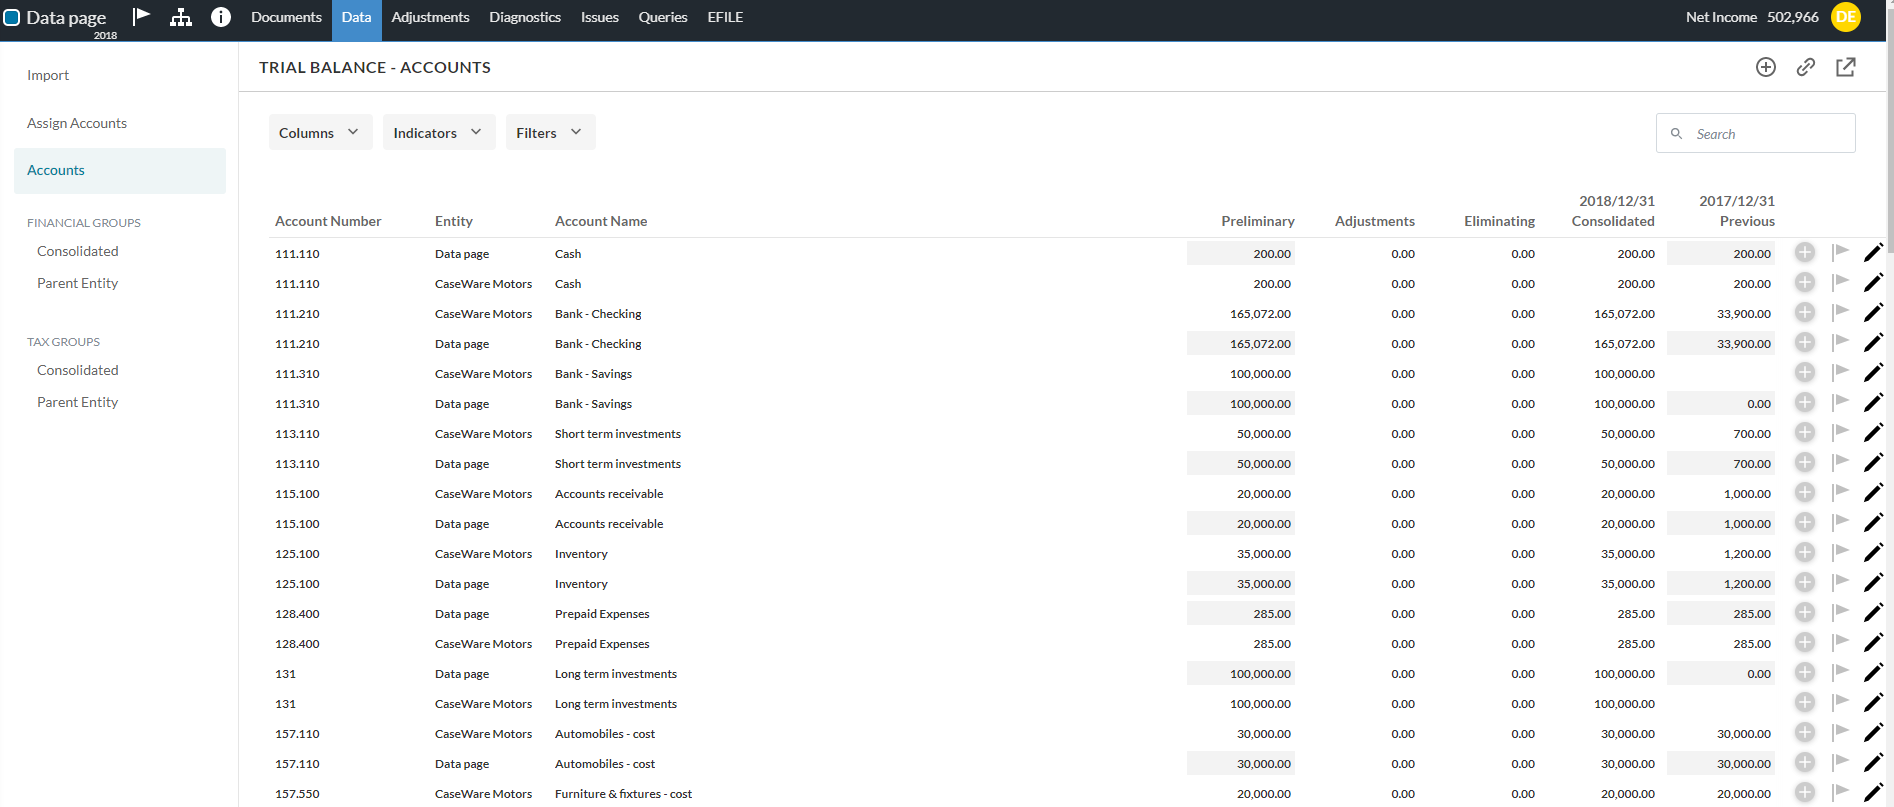 Data page Documents Data Adjustments Diagnostics Issues Queries EFILE Net Income 502,966 DE
2018
Import
Assign Accounts
Accounts
FINANCIAL GROUPS
Consolidated
Parent Entity
TAX GROUPS
Consolidated
Parent Entity
TRIAL BALANCE - ACCOUNTS
Columns Indicators Filters Search
2018/12/31 2017/12/31
Account Number Entity Account Name Preliminary Adjustments Eliminating Consolidated Previous
111.110 Data page Cash 200.00 0.00 0.00 200.00 200.00
111.110 CaseWare Motors Cash 200.00 0.00 0.00 200.00 200.00
111.210 CaseWare Motors Bank - Checking 165,072.00 0.00 0.00 165,072.00 33,900.00
111.210 Data page Bank - Checking 165,072.00 0.00 0.00 165,072.00 33,900.00
111.310 CaseWare Motors Bank - Savings 100,000.00 0.00 0.00 100,000.00
111.310 Data page Bank - Savings 100,000.00 0.00 0.00 100,000.00 0.00
113.110 CaseWare Motors Short term investments 50,000.00 0.00 0.00 50,000.00 700.00
113.110 Data page Short term investments 50,000.00 0.00 0.00 50,000.00 700.00
115.100 CaseWare Motors Accounts receivable 20,000.00 0.00 0.00 20,000.00 1,000.00
115.100 Data page Accounts receivable 20,000.00 0.00 0.00 20,000.00 1,000.00
125.100 CaseWare Motors Inventory 35,000.00 0.00 0.00 35,000.00 1,200.00
125.100 Data page Inventory 35,000.00 0.00 0.00 35,000.00 1,200.00
128.400 Data page Prepaid Expenses 285.00 0.00 0.00 285.00 285.00
128.400 CaseWare Motors Prepaid Expenses 285.00 0.00 0.00 285.00 285.00
131 Data page Long term investments 100,000.00 0.00 0.00 100,000.00 0.00
131 CaseWare Motors Long term investments 100,000.00 0.00 0.00 100,000.00
157.110 CaseWare Motors Automobiles - cost 30,000.00 0.00 0.00 30,000.00 30,000.00
157.110 Data page Automobiles - cost 30,000.00 0.00 0.00 30,000.00 30,000.00
157.550 CaseWare Motors Furniture & fixtures - cost 20,000.00 0.00 0.00 20,000.00 20,000.00